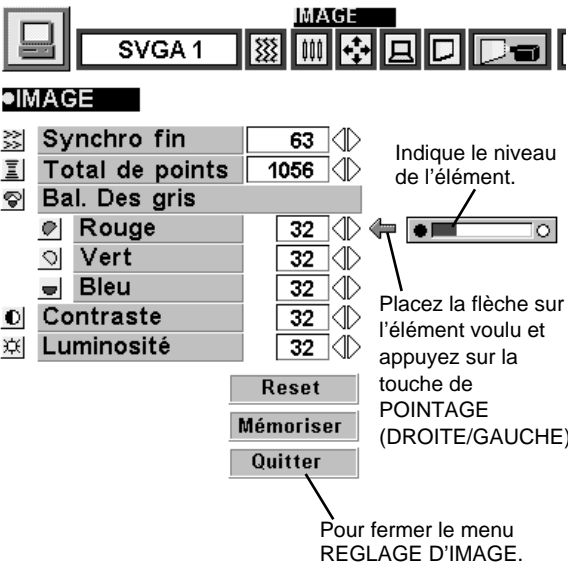 IMAGE
SVGA 1
●IMAGE
Synchro fin 63
Total de points 1056
Bal. Des gris
Rouge 32
Vert 32
Bleu 32
Contraste 32
Luminosité 32
Reset
Mémoriser
Quitter
Indique le niveau
de l'élément.
Placez la flèche sur
l'élément voulu et
appuyez sur la
touche de
POINTAGE
(DROITE/GAUCHE)
Pour fermer le menu
REGLAGE D'IMAGE.